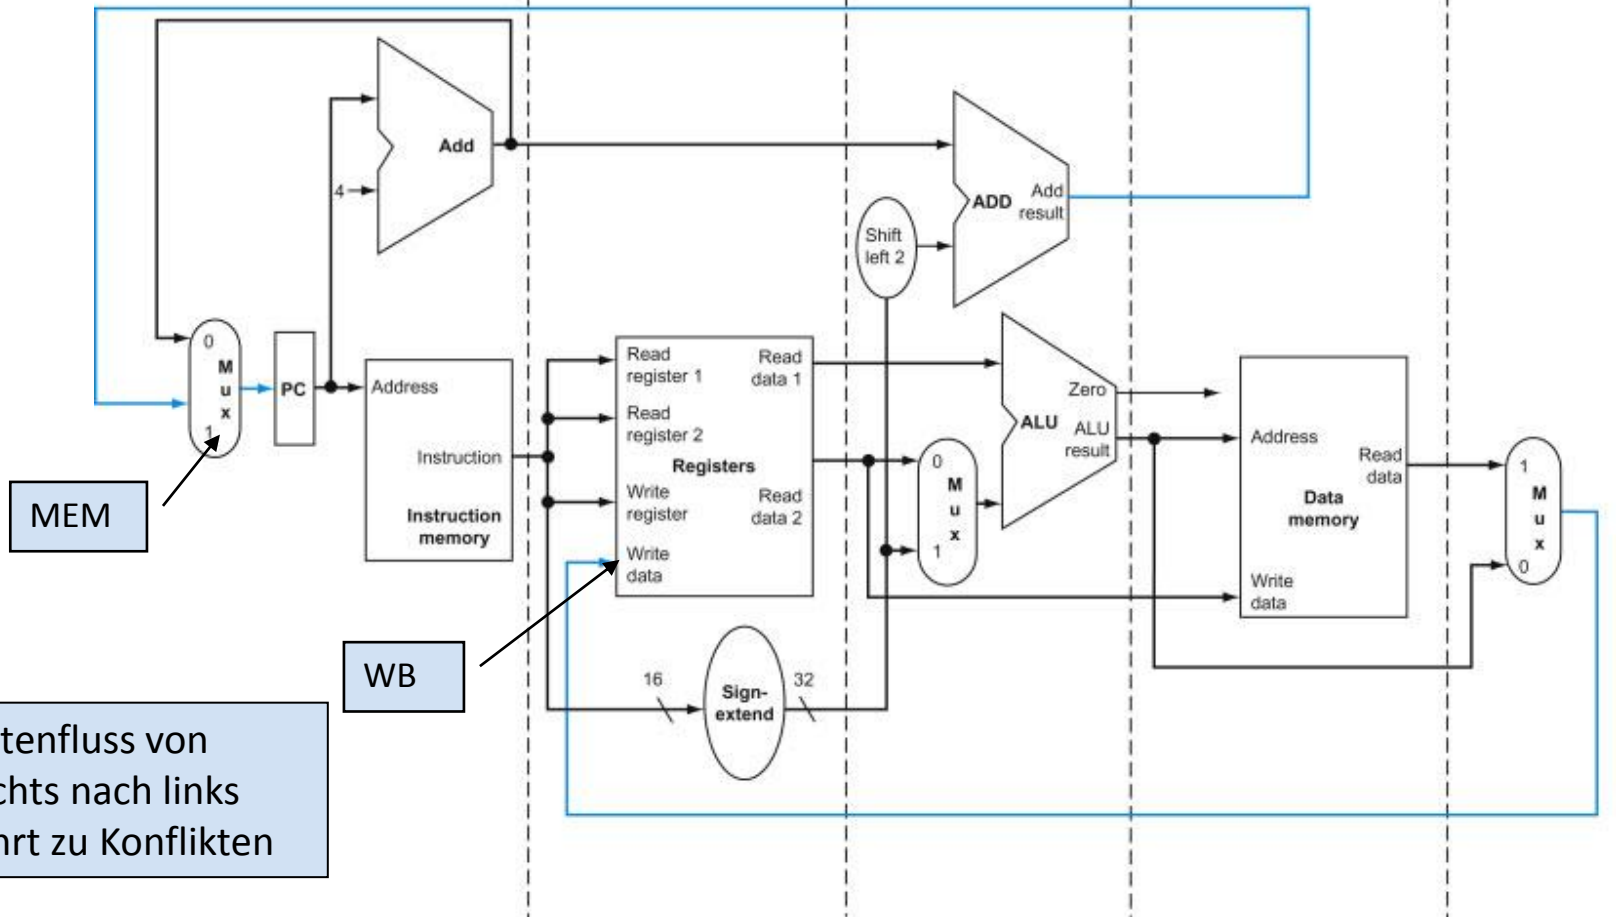 Add
4
ADD
Add
result
Shift
left 2
0
M
u
x
1
PC
Address
Instruction
Instruction
memory
MEM
Read
register 1
Read
register 2
Write
register
Write
data
Registers
Read
data 1
Read
data 2
WB
16
Sign-
extend
32
0
M
u
x
1
Zero
ALU
ALU
result
Address
Read
data
Data
memory
Write
data
1
M
u
x
0
tenfluss von
chts nach links
hrt zu Konflikten